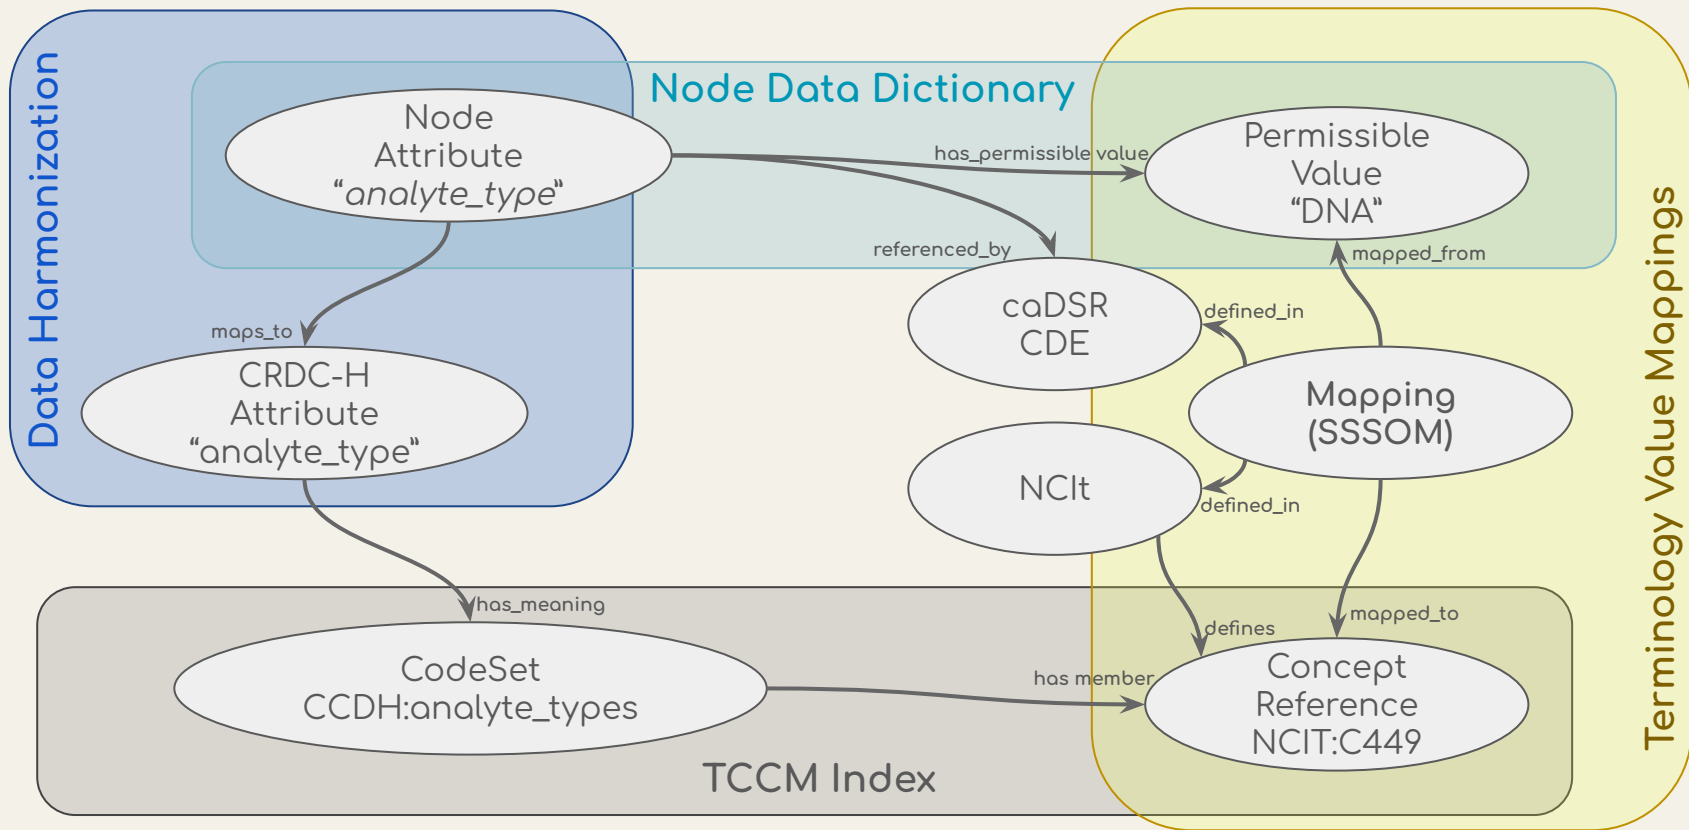 Data Harmonization
Node Data Dictionary
Node
Attribute
“analyte_type”
has_permissible value
Permissible
Value
“DNA”
referenced_by
mapped_from
maps_to
caDSR
CDE
defined_in
CRDC-H
Attribute
“analyte_type”
Mapping
(SSSOM)
NCIt
defined_in
Terminology Value Mappings
has_meaning
defines
mapped_to
CodeSet
CCDH:analyte_types
has member
Concept
Reference
NCIT:C449
TCCM Index